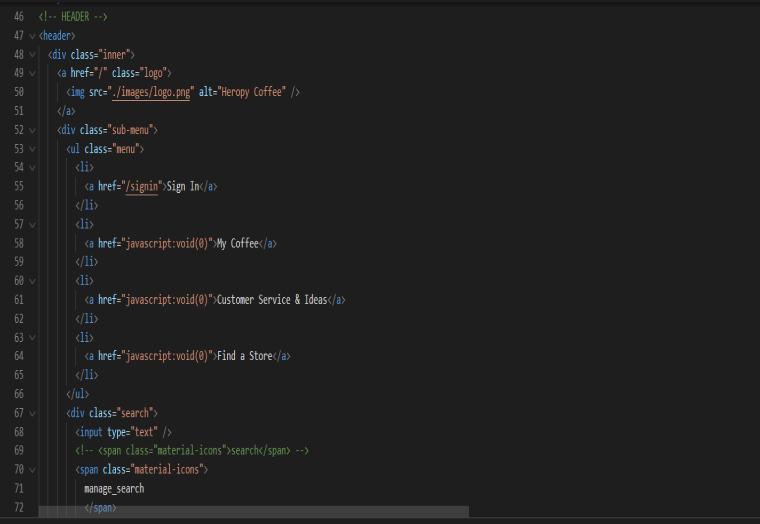 46 <!-- HEADER -->
47 <header>
48 <div class="inner">
49 <a href="/" class="logo">
50 <img src="./images/logo.png" alt="Heropy Coffee" />
51 </a>
52 <div class="sub-menu">
53 <ul class="menu">
54 <li>
55 <a href="/signin">Sign In</a>
56 </li>
57 <li>
58 <a href="javascript:void(0)">My Coffee</a>
59 </li>
60 <li>
61 <a href="javascript:void(0)">Customer Service & Ideas</a>
62 </li>
63 <li>
64 <a href="javascript:void(0)">Find a Store</a>
65 </li>
66 </ul>
67 <div class="search">
68 <input type="text" />
69 <!-- <span class="material-icons">search</span> -->
70 <span class="material-icons">
71 manage_search
72 </span>